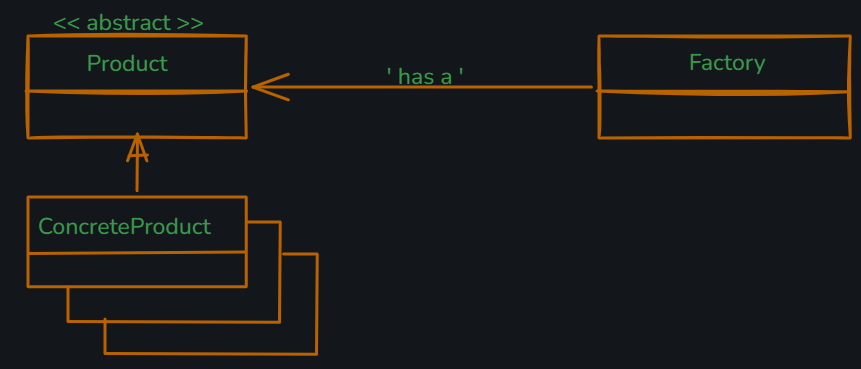 << abstract >>
Product
' has a '
Factory
ConcreteProduct